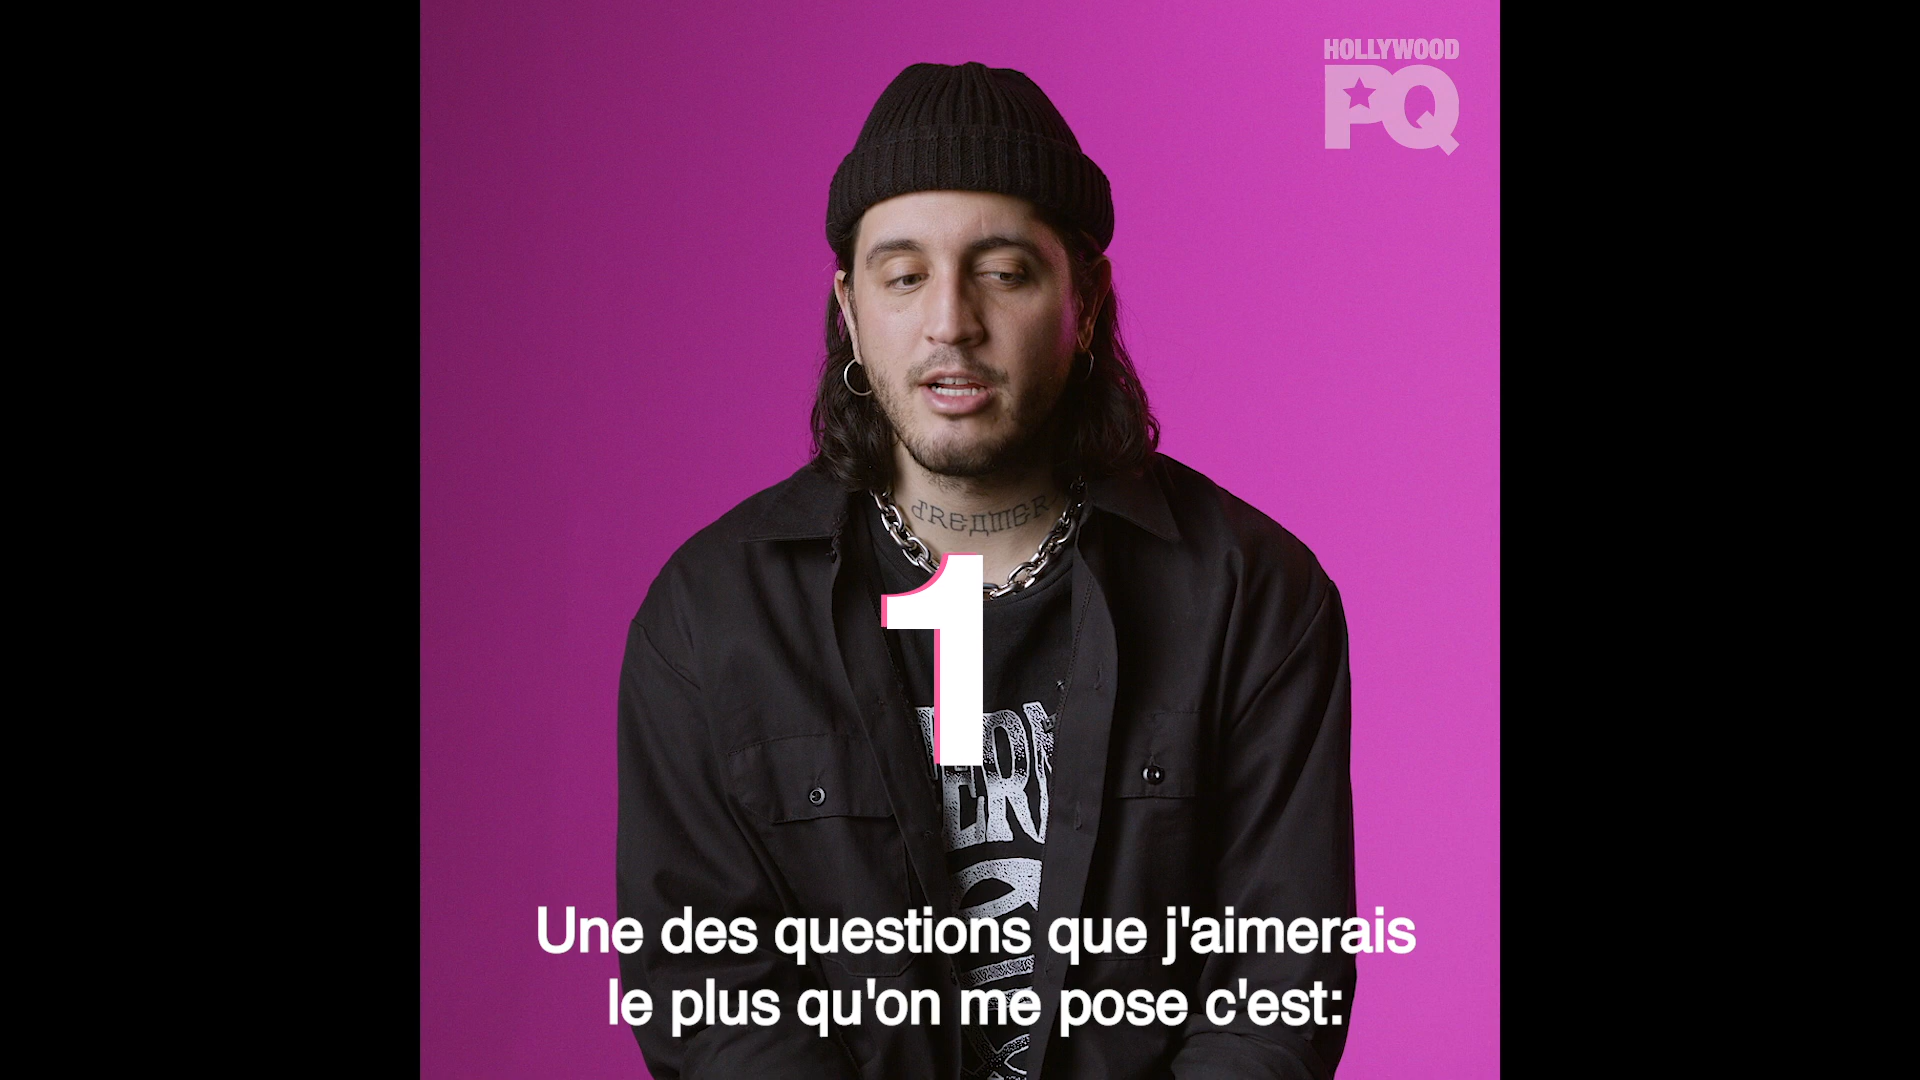 HOLLYWOOD
PQ
DREAMER
1
Une des questions que j'aimerais
le plus qu'on me pose c'est: